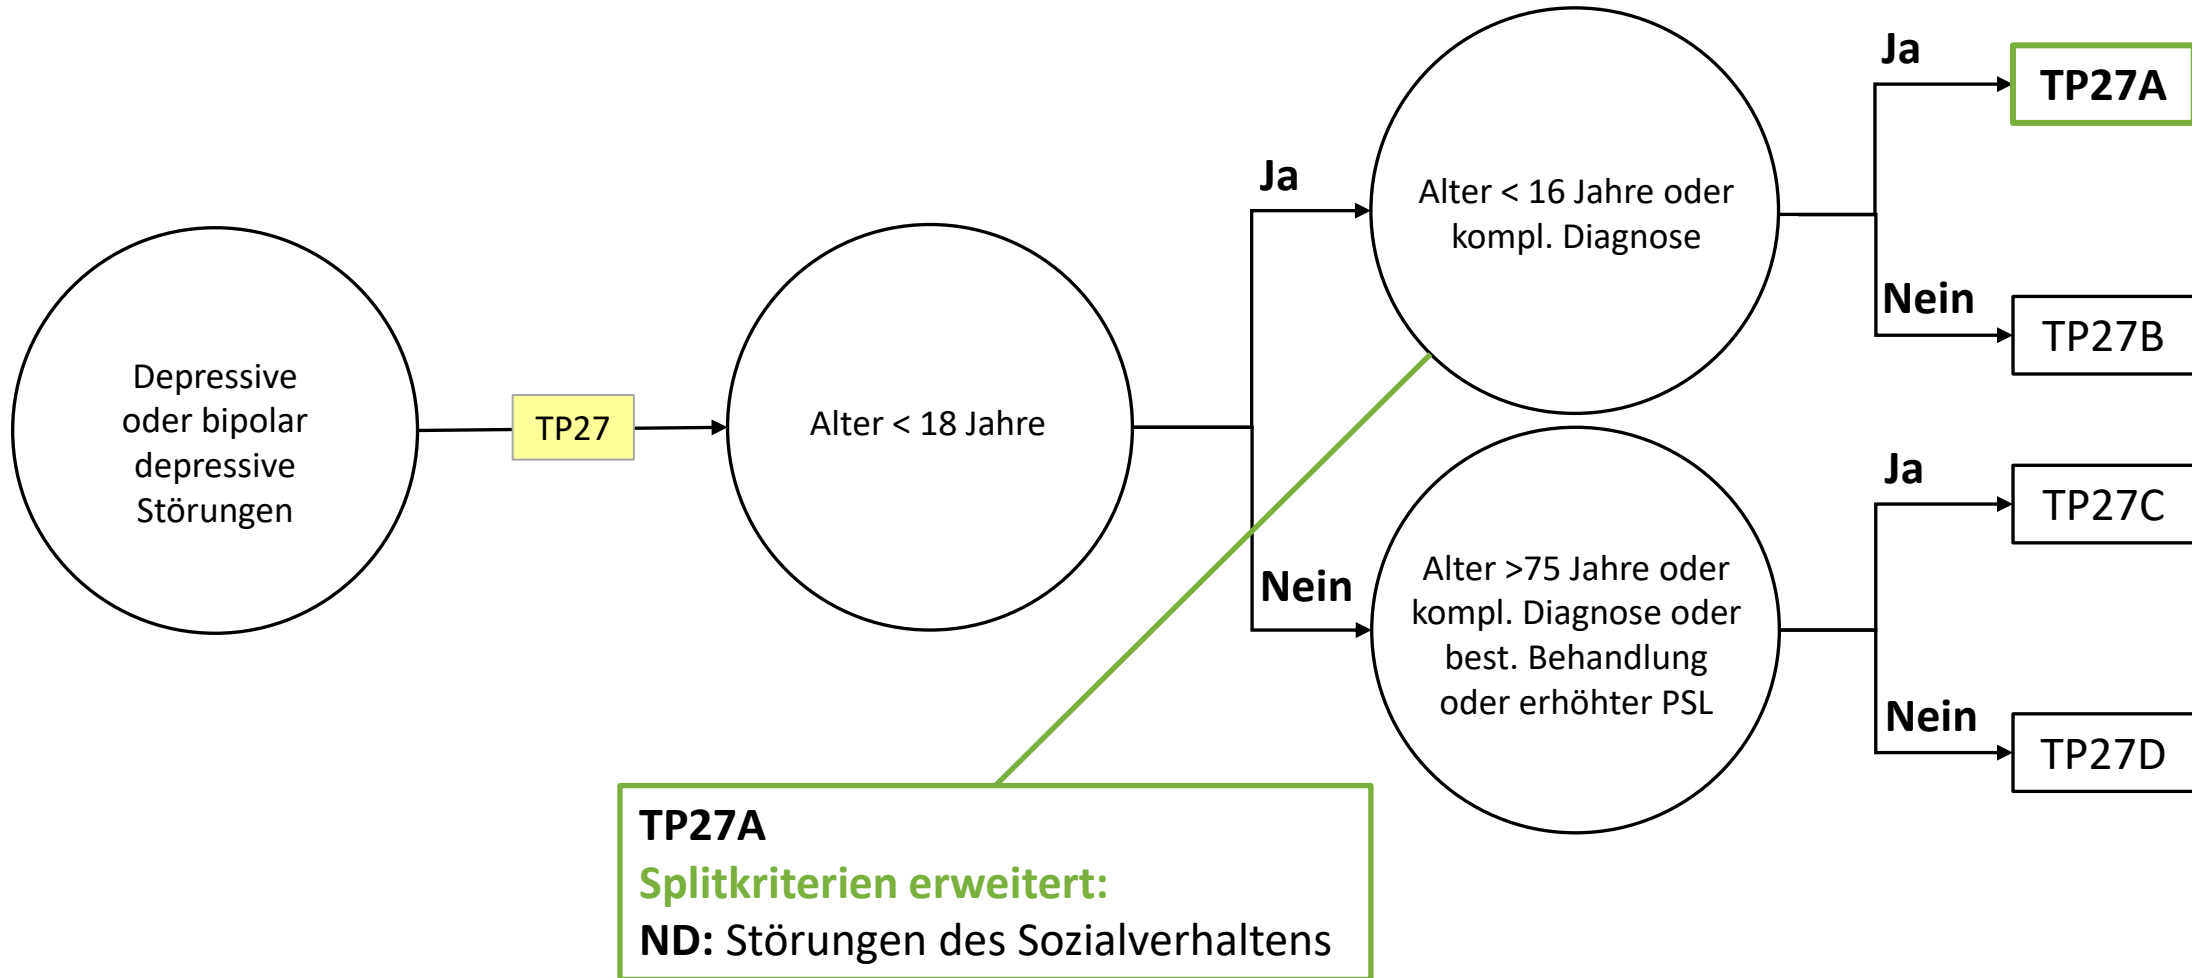 Depressive
oder bipolar
depressive
Störungen
TP27
Alter < 18 Jahre
Ja
Nein
Alter < 16 Jahre oder
kompl. Diagnose
Alter >75 Jahre oder
kompl. Diagnose oder
best. Behandlung
oder erhöhter PSL
Ja
TP27A
Nein
TP27B
Ja
TP27C
Nein
TP27D
TP27A
Splitkriterien erweitert:
ND: Störungen des Sozialverhaltens